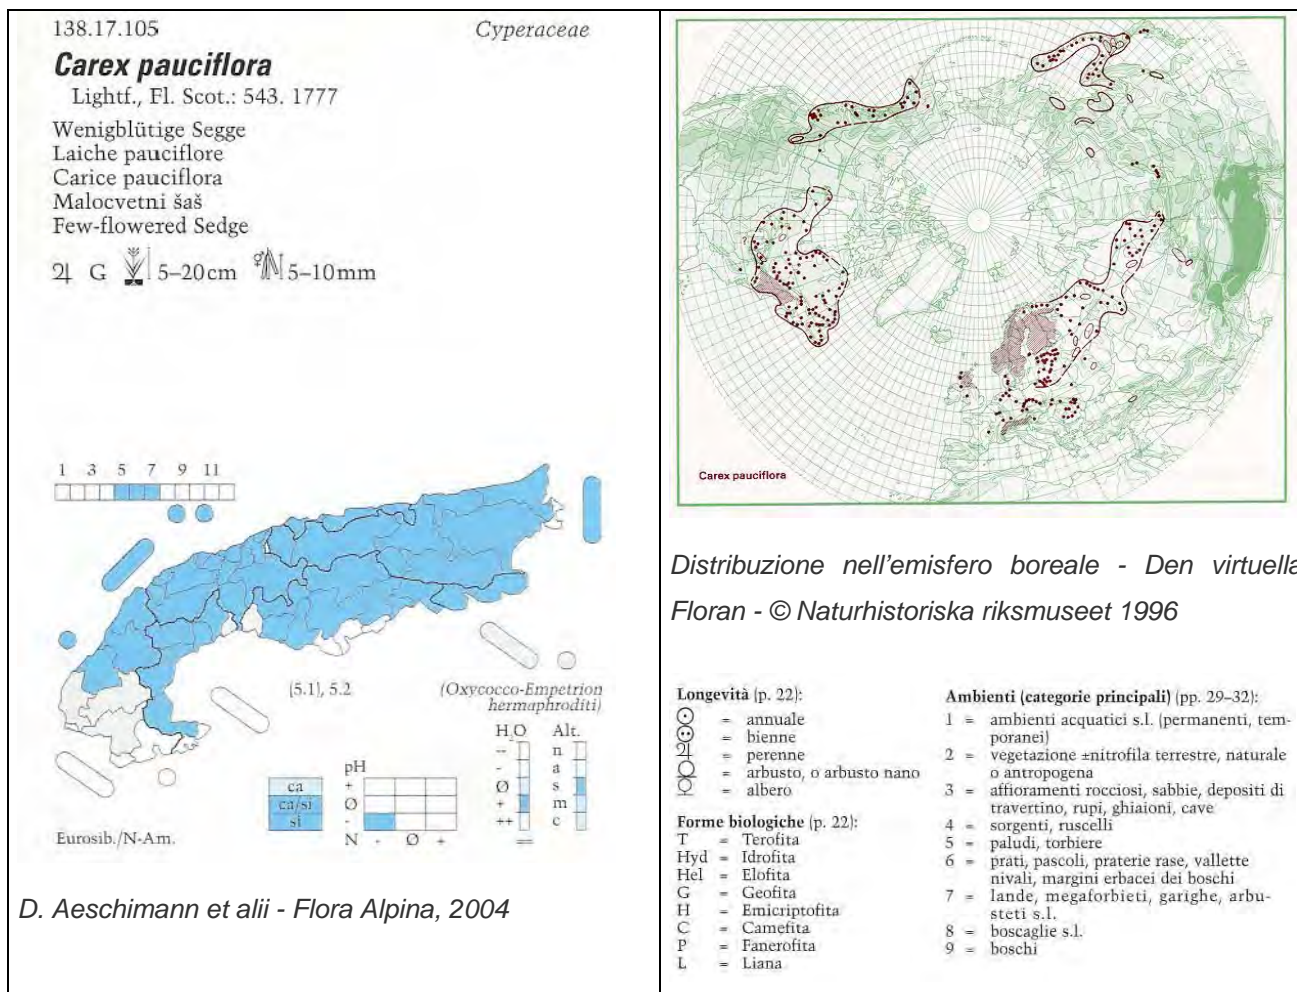 138.17.105 Cyperaceae
Carex pauciflora
Lightf., Fl. Scot.: 543. 1777
Wenigblütige Segge
Laiche pauciflore
Carice pauciflora
Malocvetni šaš
Few-flowered Sedge
♃ G 5–20cm 5–10mm
1 3 5 7 9 11
(5.1), 5.2
(Oxycocco-Empetrion
hermaphroditi)
H₂O Alt.
-- n
- a
Ø s
+ m
++ c
=
pH
ca +
ca/si Ø
si -
N - Ø +
Eurosib./N-Am.
D. Aeschimann et alii - Flora Alpina, 2004
Carex pauciflora
Distribuzione nell'emisfero boreale - Den virtuella
Floran - © Naturhistoriska riksmuseet 1996
Longevità (p. 22):
= annuale
= bienne
♃ = perenne
= arbusto, o arbusto nano
= albero
Forme biologiche (p. 22):
T = Terofita
Hyd = Idrofita
Hel = Elofita
G = Geofita
H = Emicriptofita
C = Camefita
P = Fanerofita
L = Liana
Ambienti (categorie principali) (pp. 29–32):
1 = ambienti acquatici s.l. (permanenti, tem-
poranei)
2 = vegetazione ±nitrofila terrestre, naturale
o antropogena
3 = affioramenti rocciosi, sabbie, depositi di
travertino, rupi, ghiaioni, cave
4 = sorgenti, ruscelli
5 = paludi, torbiere
6 = prati, pascoli, praterie rase, vallette
nivali, margini erbacei dei boschi
7 = lande, megaforbieti, garighe, arbu-
steti s.l.
8 = boscaglie s.l.
9 = boschi